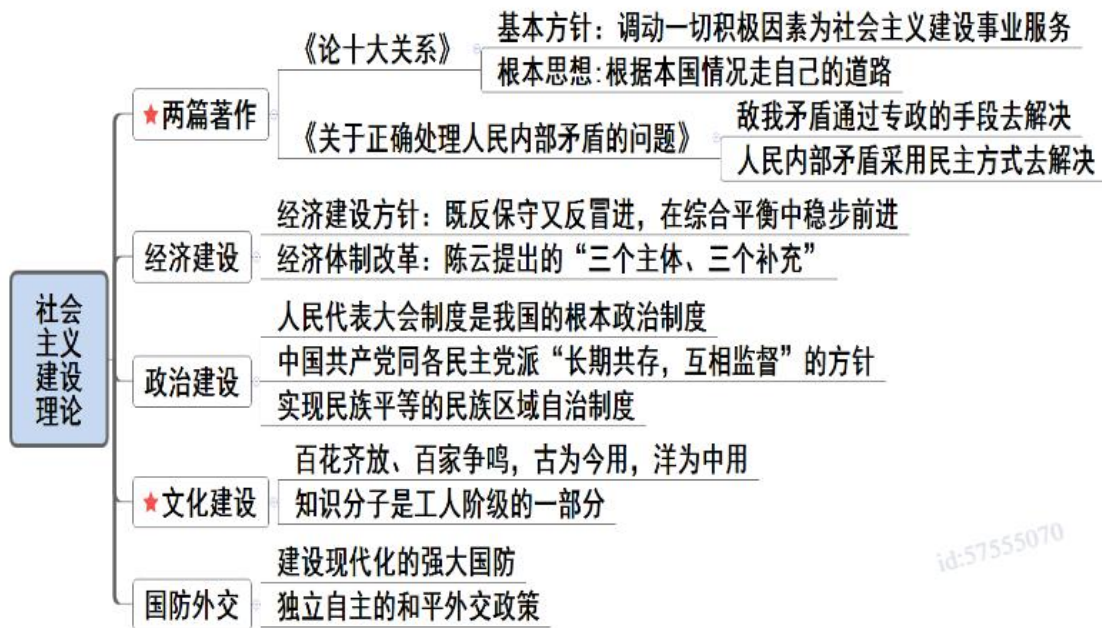 社会
主义
建设
理论
★两篇著作
《论十大关系》
基本方针：调动一切积极因素为社会主义建设事业服务
根本思想:根据本国情况走自己的道路
《关于正确处理人民内部矛盾的问题》
敌我矛盾通过专政的手段去解决
人民内部矛盾采用民主方式去解决
经济建设
经济建设方针：既反保守又反冒进，在综合平衡中稳步前进
经济体制改革：陈云提出的“三个主体、三个补充”
政治建设
人民代表大会制度是我国的根本政治制度
中国共产党同各民主党派“长期共存，互相监督”的方针
实现民族平等的民族区域自治制度
★文化建设
百花齐放、百家争鸣，古为今用，洋为中用
知识分子是工人阶级的一部分
国防外交
建设现代化的强大国防
独立自主的和平外交政策
id:57555070